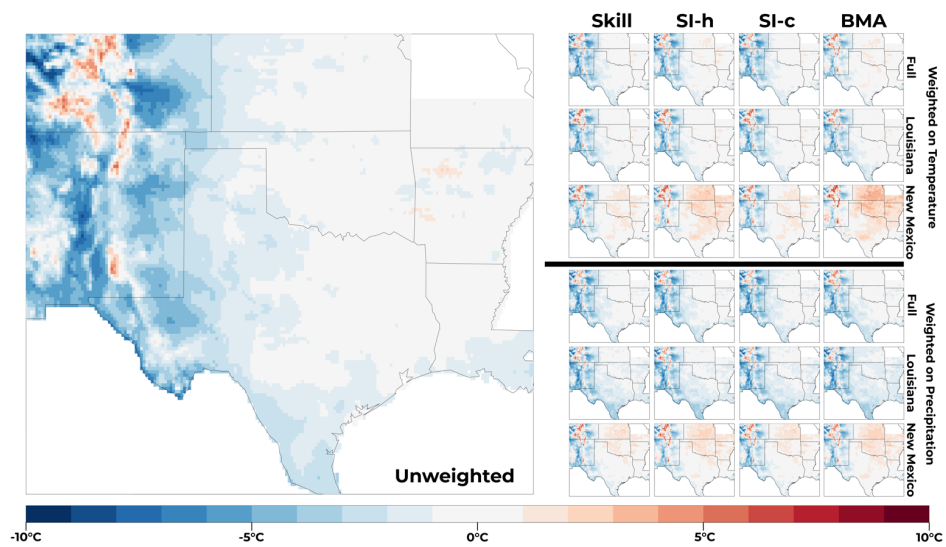 Skill SI-h SI-c BMA
Full
Louisiana
New Mexico
Weighted on Temperature
Full
Louisiana
New Mexico
Weighted on Precipitation
Unweighted
-10°C -5°C 0°C 5°C 10°C